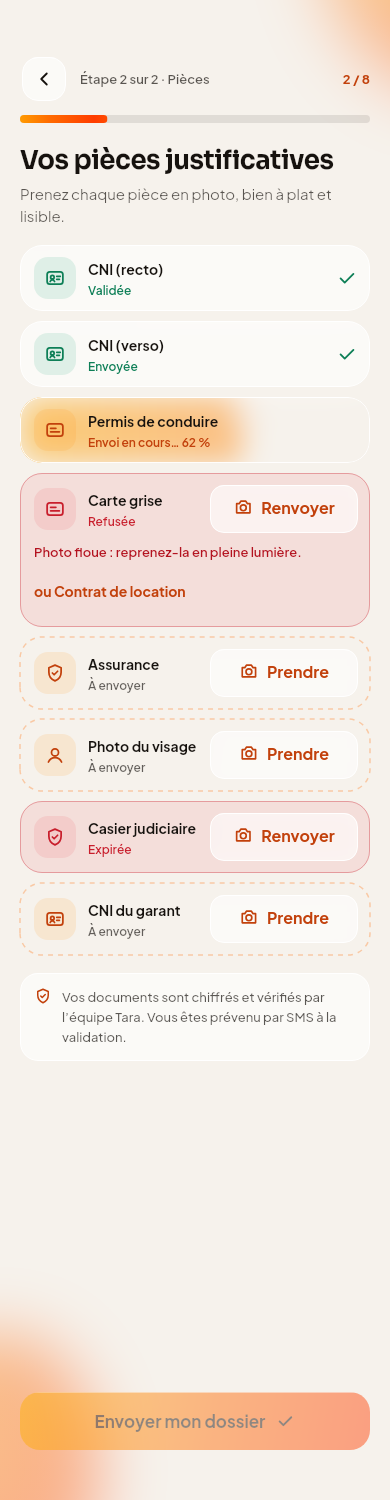 Étape 2 sur 2 · Pièces
2 / 8
Vos pièces justificatives
Prenez chaque pièce en photo, bien à plat et
lisible.
CNI (recto)
Validée
CNI (verso)
Envoyée
Permis de conduire
Envoi en cours… 62 %
Carte grise
Refusée
Renvoyer
Photo floue : reprenez-la en pleine lumière.
ou Contrat de location
Assurance
À envoyer
Prendre
Photo du visage
À envoyer
Prendre
Casier judiciaire
Expirée
Renvoyer
CNI du garant
À envoyer
Prendre
Vos documents sont chiffrés et vérifiés par
l'équipe Tara. Vous êtes prévenu par SMS à la
validation.
Envoyer mon dossier